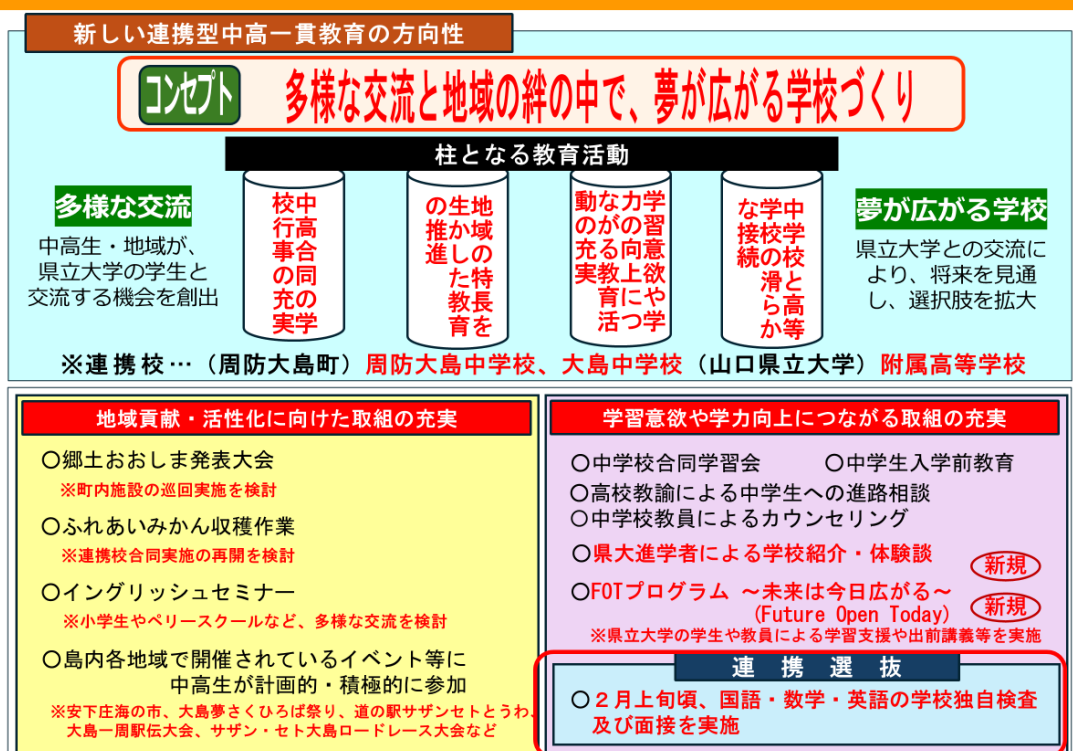 新しい連携型中高一貫教育の方向性
コンセプト 多様な交流と地域の絆の中で、夢が広がる学校づくり
柱となる教育活動
多様な交流
中高生・地域が、
県立大学の学生と
交流する機会を創出
中高合同の学
校行事の充実
地域の特長を
生かした教育
の推進
学習意欲や学
力の向上につ
ながる教育活
動の充実
中学校と高等
学校の滑らか
な接続
夢が広がる学校
県立大学との交流に
より、将来を見通
し、選択肢を拡大
※連携校…（周防大島町）周防大島中学校、大島中学校（山口県立大学）附属高等学校
地域貢献・活性化に向けた取組の充実
〇郷土おおしま発表大会
※町内施設の巡回実施を検討
〇ふれあいみかん収穫作業
※連携校合同実施の再開を検討
〇イングリッシュセミナー
※小学生やペリースクールなど、多様な交流を検討
〇島内各地域で開催されているイベント等に
中高生が計画的・積極的に参加
※安下庄海の市、大島夢さくひろば祭り、道の駅サザンセトとうわ、
大島一周駅伝大会、サザン・セト大島ロードレース大会など
学習意欲や学力向上につながる取組の充実
〇中学校合同学習会 〇中学生入学前教育
〇高校教諭による中学生への進路相談
〇中学校教員によるカウンセリング
〇県大進学者による学校紹介・体験談 新規
〇FOTプログラム ～未来は今日広がる～
(Future Open Today) 新規
※県立大学の学生や教員による学習支援や出前講義等を実施
連携選抜
〇２月上旬頃、国語・数学・英語の学校独自検査
及び面接を実施